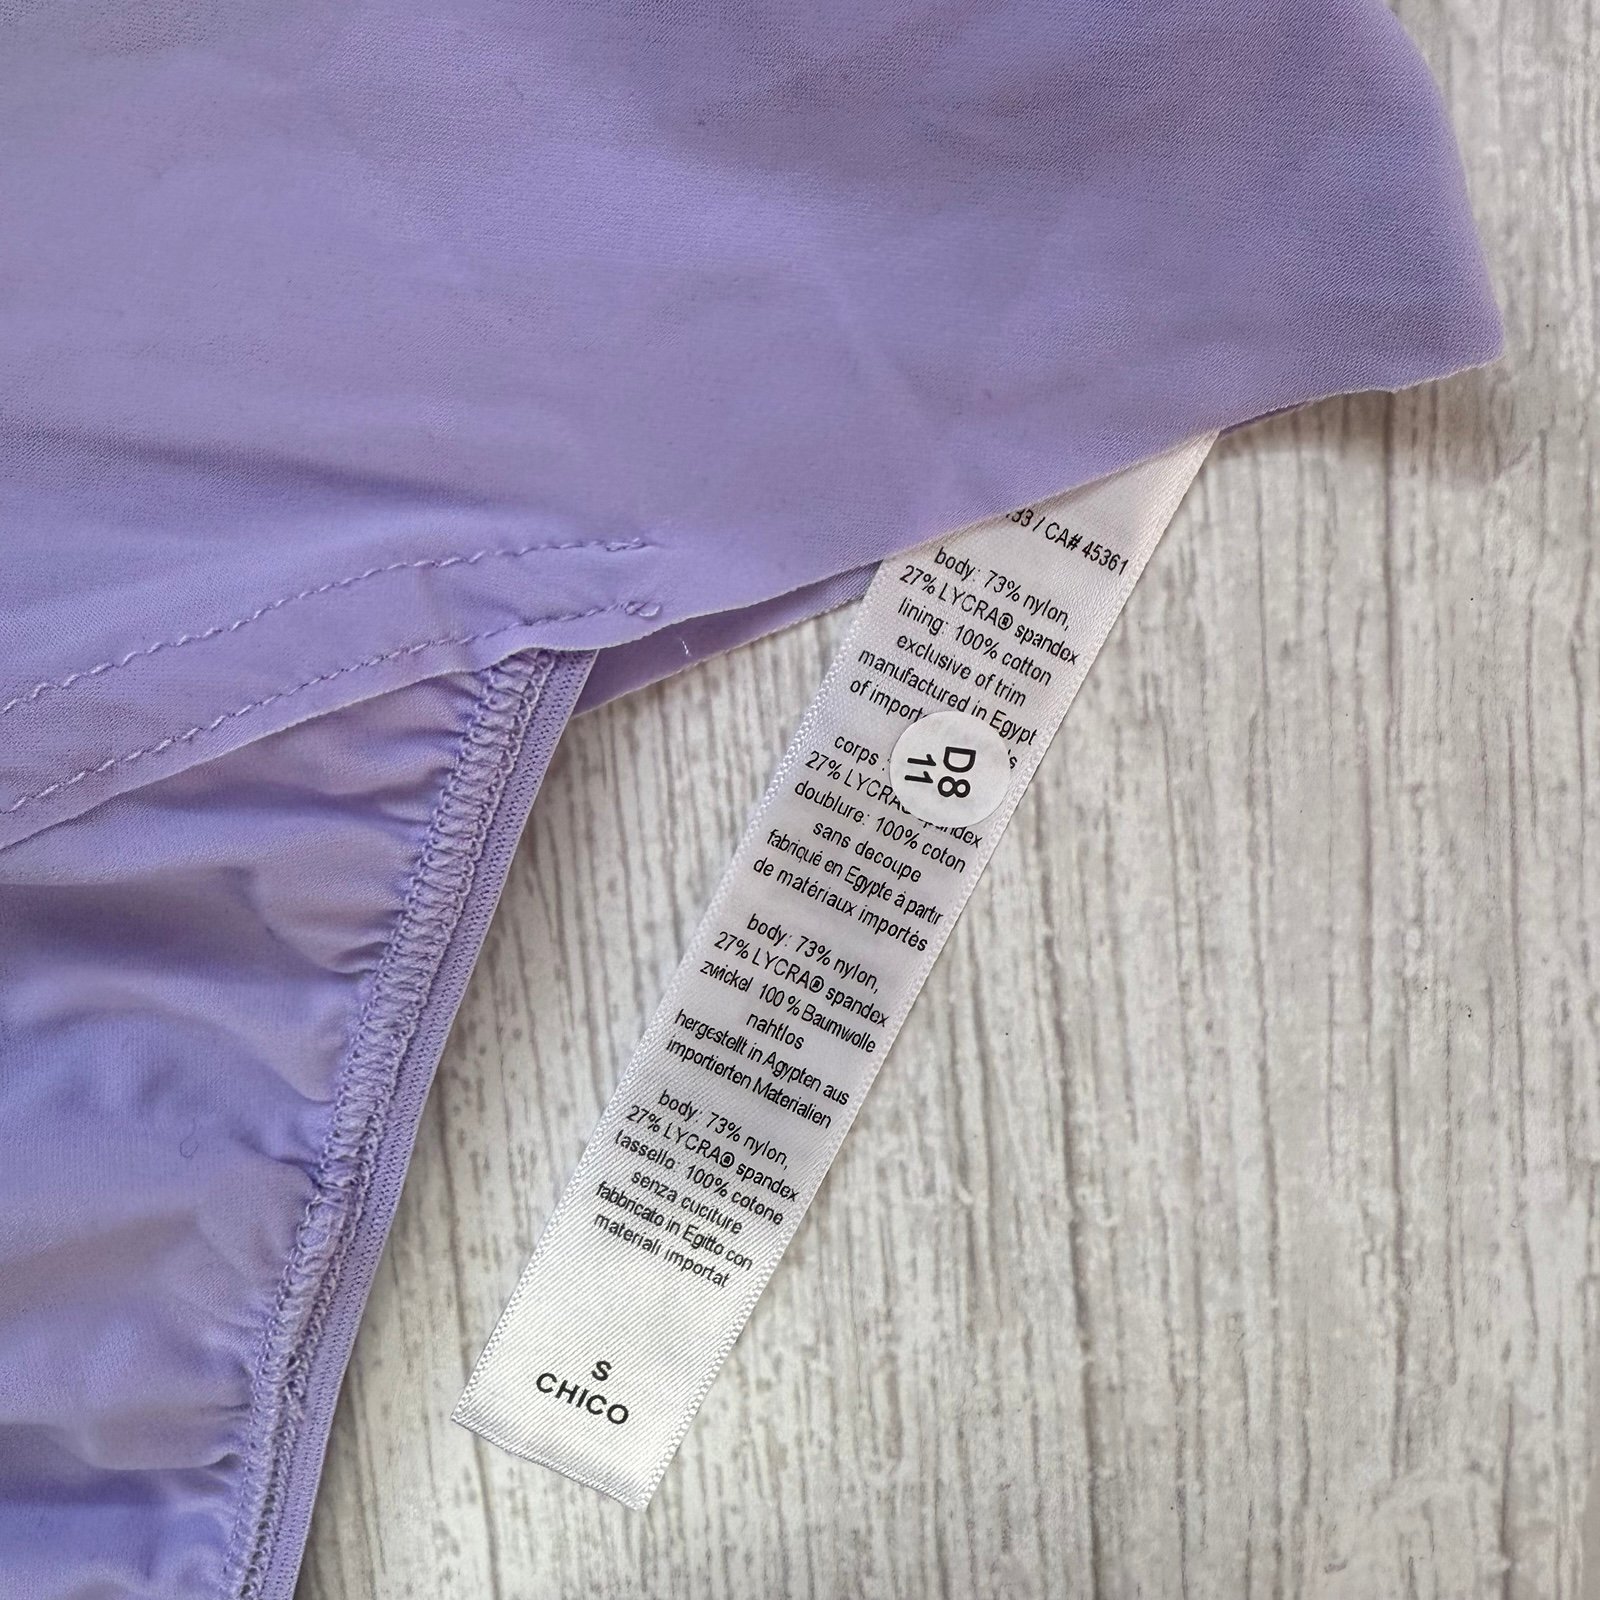 / CA# 45361
body: 73% nylon,
27% LYCRA® spandex
lining: 100% cotton
exclusive of trim
manufactured in Egypt
of
corps :
27% LYCRA
doublure: 100% coton
sans decoupe
fabriqué en Egypte à partir
de matériaux importés
body: 73% nylon,
27% LYCRA® spandex
zwickel 100 % Baumwolle
nahtlos
hergestellt in Agypten aus
importierten Materialien
body: 73% nylon,
27% LYCRA® spandex
tassello: 100% cotone
senza cuciture
fabbricato in Egitto con
materiali importat
S
CHICO
D8
11